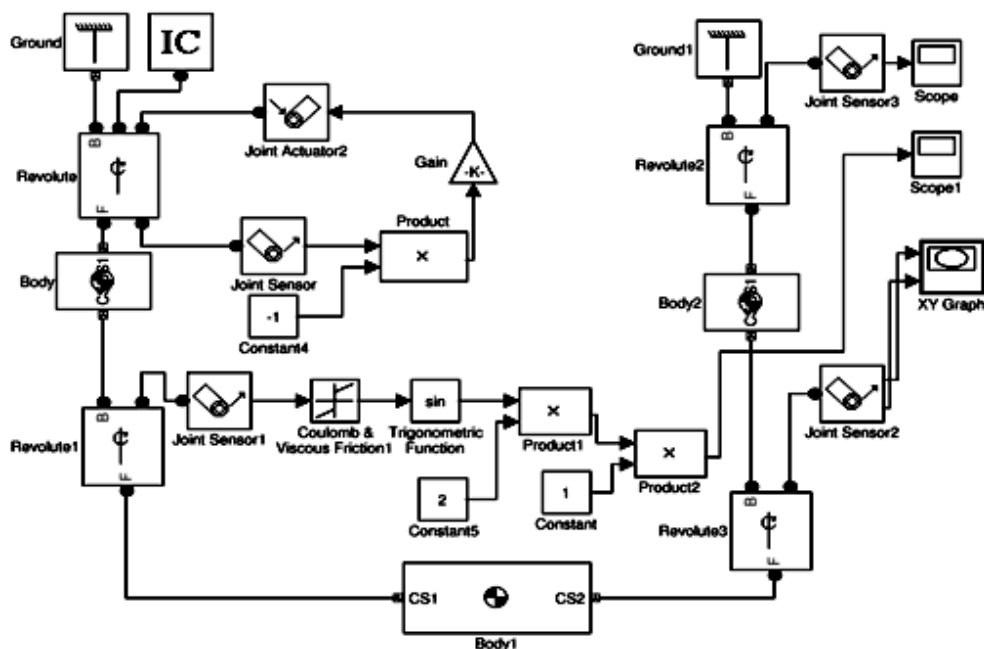 Ground
IC
Ground1
Joint Sensor3
Scope
B
Joint Actuator2
Gain
-K-
Revolute
F
B
Revolute2
F
Scope1
Product
×
Joint Sensor
-1
Constant4
Body
CS1
Body2
CS1
XY Graph
B
Revolute1
F
Joint Sensor1
Coulomb &
Viscous Friction1
sin
Trigonometric
Function
×
Product1
×
Product2
2
Constant5
1
Constant
Joint Sensor2
B
Revolute3
F
CS1
CS2
Body1